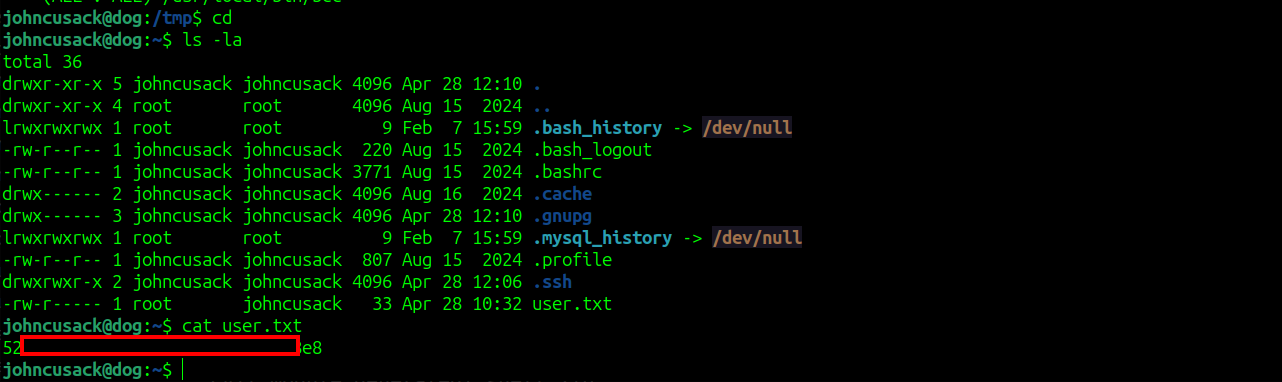 johncusack@dog:/tmp$ cd
johncusack@dog:~$ ls -la
total 36
drwxr-xr-x 5 johncusack johncusack 4096 Apr 28 12:10 .
drwxr-xr-x 4 root       root       4096 Aug 15  2024 ..
lrwxrwxrwx 1 root       root          9 Feb  7 15:59 .bash_history -> /dev/null
-rw-r--r-- 1 johncusack johncusack  220 Aug 15  2024 .bash_logout
-rw-r--r-- 1 johncusack johncusack 3771 Aug 15  2024 .bashrc
drwx------ 2 johncusack johncusack 4096 Aug 16  2024 .cache
drwx------ 3 johncusack johncusack 4096 Apr 28 12:10 .gnupg
lrwxrwxrwx 1 root       root          9 Feb  7 15:59 .mysql_history -> /dev/null
-rw-r--r-- 1 johncusack johncusack  807 Aug 15  2024 .profile
drwxrwxr-x 2 johncusack johncusack 4096 Apr 28 12:06 .ssh
-rw-r----- 1 root       johncusack   33 Apr 28 10:32 user.txt
johncusack@dog:~$ cat user.txt
52 e8
johncusack@dog:~$